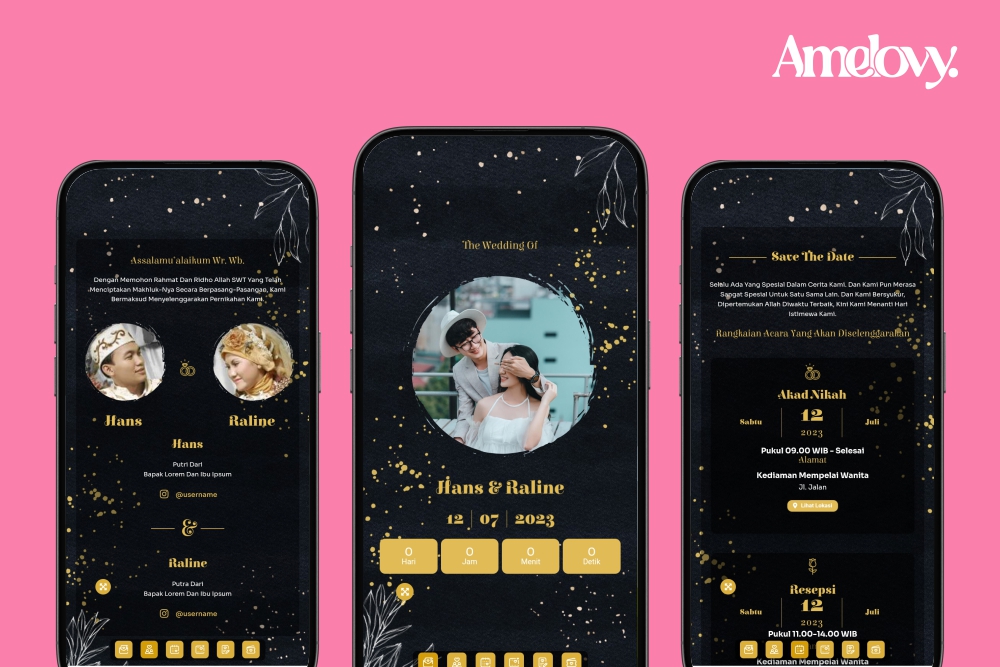 Amelovy.
Assalamu'alaikum Wr. Wb.
Dengan Memohon Rahmat Dan Ridho Allah SWT Yang Telah
Menciptakan Makhluk-Nya Secara Berpasang-Pasangan, Kami
Bermaksud Menyelenggarakan Pernikahan Kami.
Hans
Raline
Hans
Putri Dari
Bapak Lorem Dan Ibu Ipsum
@username
&
Raline
Putra Dari
Bapak Lorem Dan Ibu Ipsum
@username
The Wedding Of
Hans & Raline
12 | 07 | 2023
0 0 0 0
Hari Jam Menit Detik
Save The Date
Selalu Ada Yang Spesial Dalam Cerita Kami. Dan Kami Pun Merasa
Sangat Spesial Untuk Satu Sama Lain. Dan Kami Bersyukur,
Dipertemukan Allah Diwaktu Terbaik, Kini Kami Menanti Hari
Istimewa Kami.
Rangkaian Acara Yang Akan Diselenggarakan
Akad Nikah
Sabtu 12 Juli
2023
Pukul 09.00 WIB - Selesai
Alamat
Kediaman Mempelai Wanita
Jl. Jalan
Lihat Lokasi
Resepsi
Sabtu 12 Juli
2023
Pukul 11.00-14.00 WIB
Kediaman Mempelai Wanita